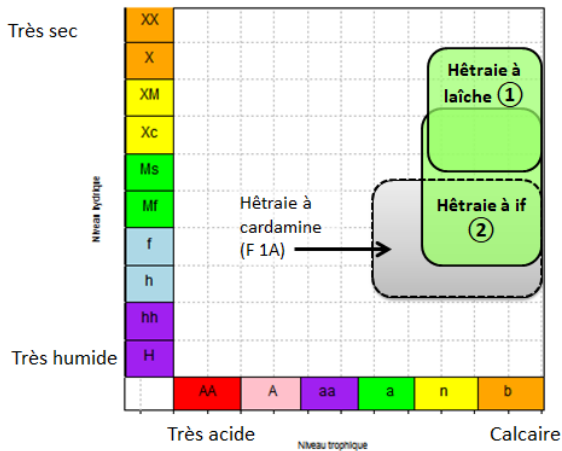 Très sec
XX
X
XM
Xc
Ms
Mf
f
h
hh
H
Très humide
Niveau hydrique
Hêtraie à
laîche ①
Hêtraie à if
②
Hêtraie à
cardamine
(F 1A)
AA
A
aa
a
n
b
Très acide
Niveau trophique
Calcaire